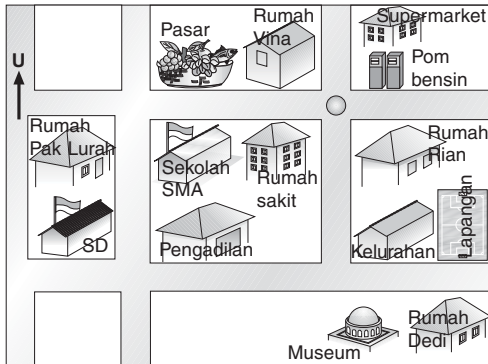 Pasar
Rumah
Vina
Supermarket
Pom
bensin
U
Rumah
Pak Lurah
SD
Sekolah
SMA
Rumah
sakit
Pengadilan
Rumah
Rian
Kelurahan
Lapangan
Museum
Rumah
Dedi